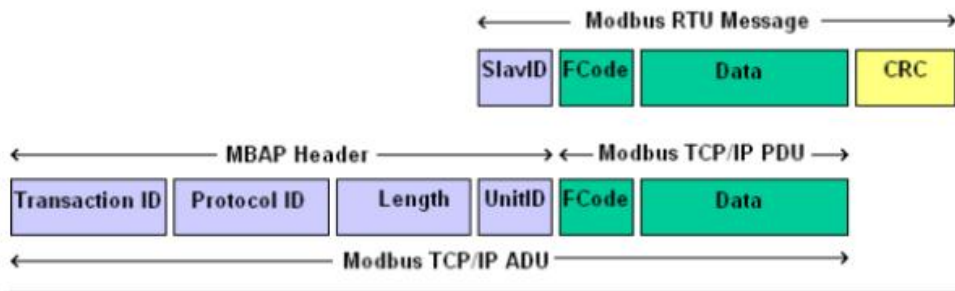 Modbus RTU Message
SlavID FCode Data CRC
MBAP Header Modbus TCP/IP PDU
Transaction ID Protocol ID Length UnitID FCode Data
Modbus TCP/IP ADU